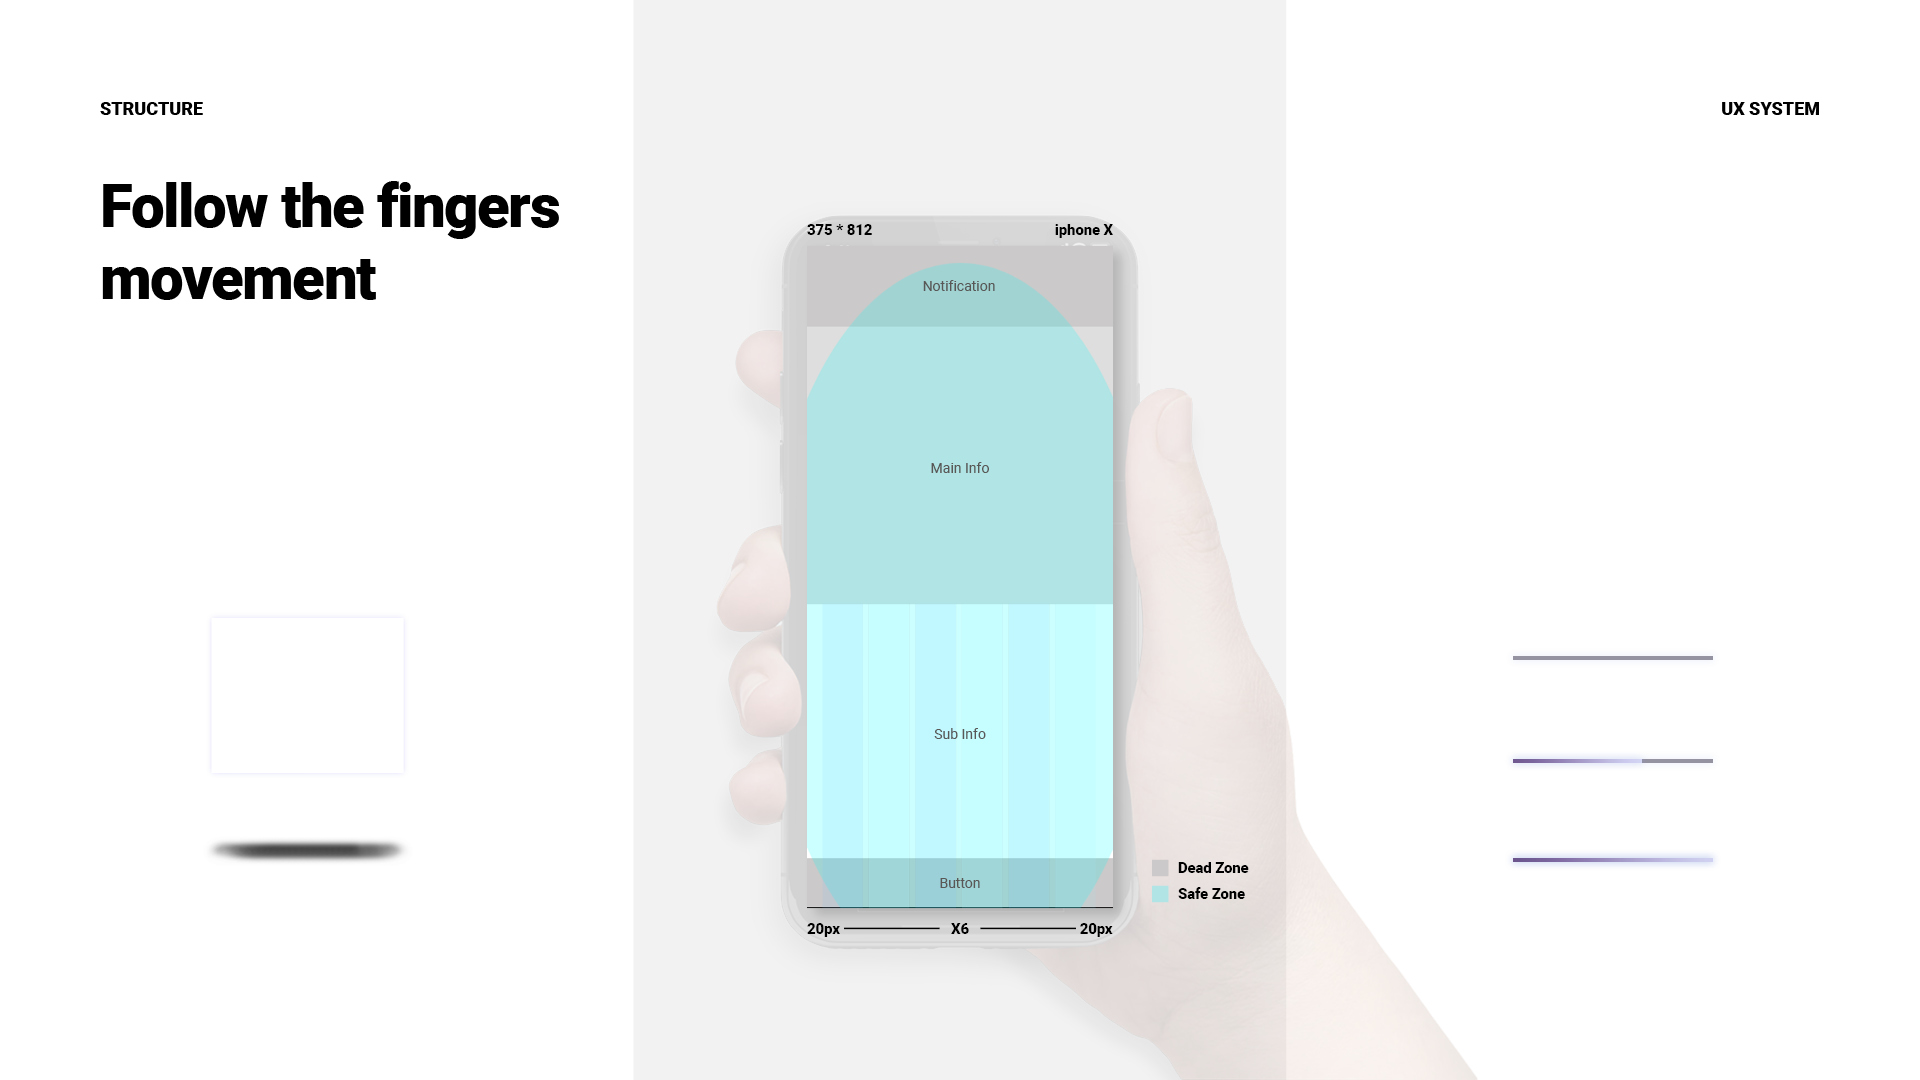 STRUCTURE
UX SYSTEM
Follow the fingers
movement
375 * 812
iphone X
Notification
Main Info
Sub Info
Button
Dead Zone
Safe Zone
20px
X6
20px